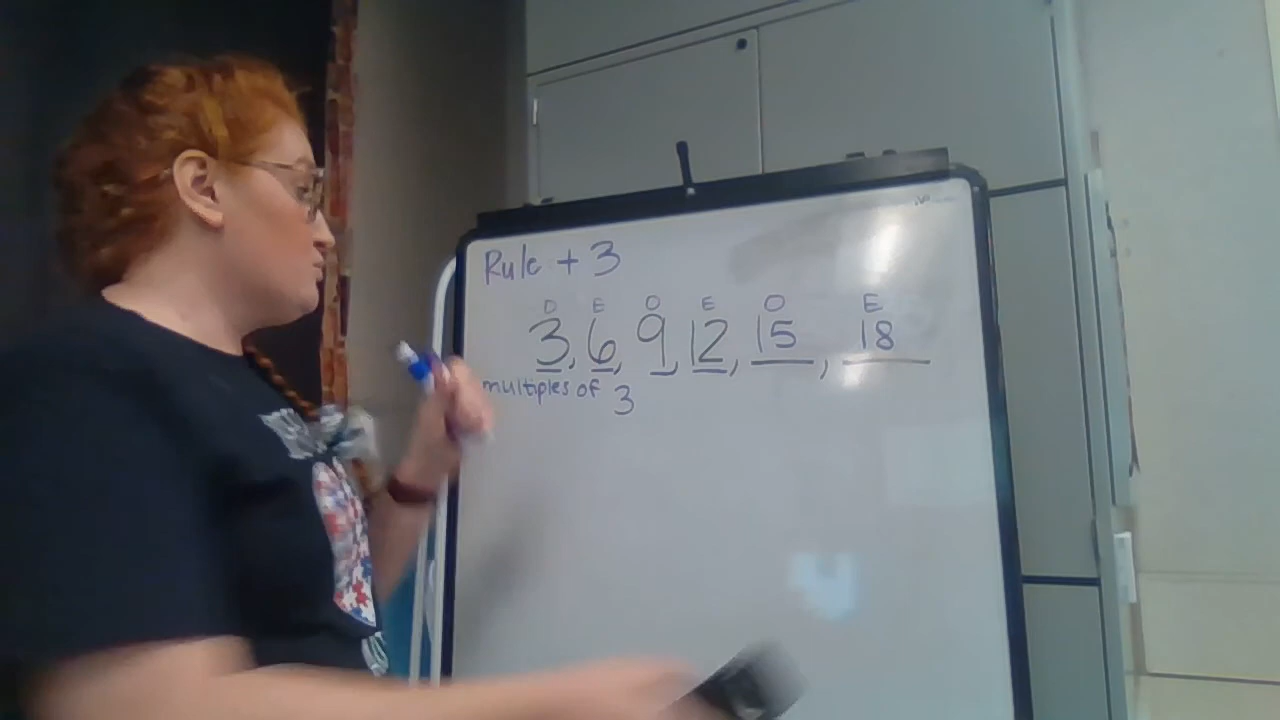 Rule + 3
O E O E O E
3, 6, 9, 12, 15, 18
multiples of 3